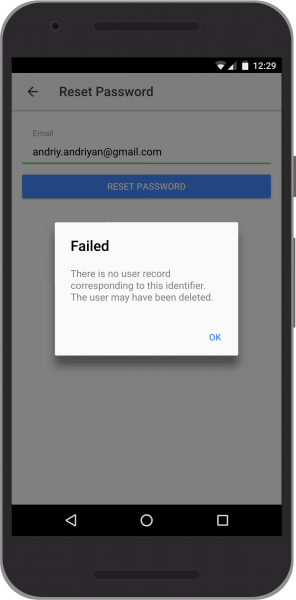 12:29
Reset Password
Email
andriy.andriyan@gmail.com
RESET PASSWORD
Failed
There is no user record
corresponding to this identifier.
The user may have been deleted.
OK